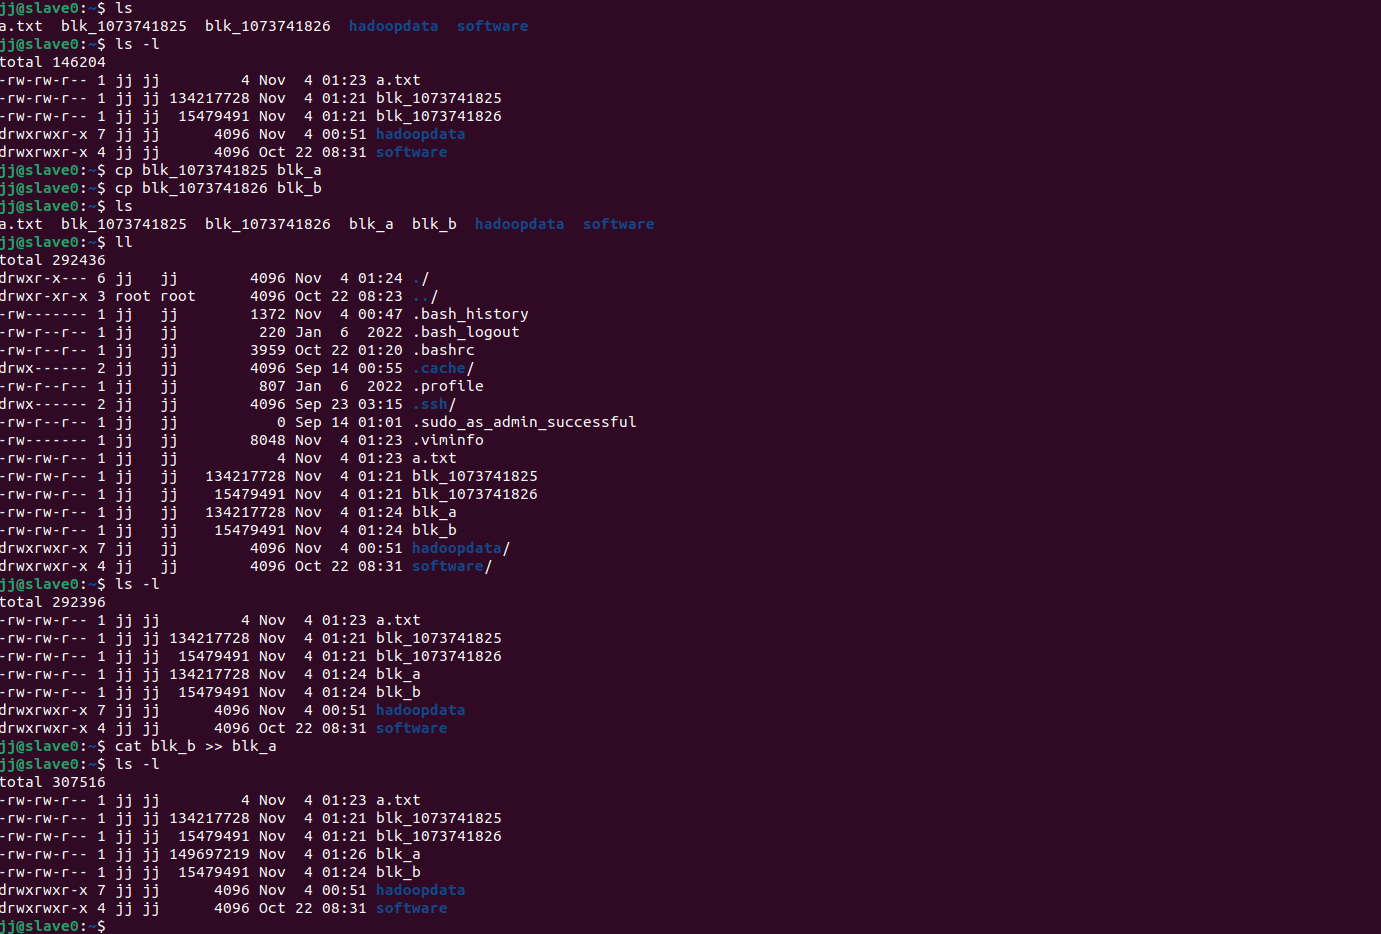 jj@slave0:~$ ls
a.txt  blk_1073741825  blk_1073741826  hadoopdata  software
jj@slave0:~$ ls -l
total 146204
-rw-rw-r-- 1 jj jj         4 Nov  4 01:23 a.txt
-rw-rw-r-- 1 jj jj 134217728 Nov  4 01:21 blk_1073741825
-rw-rw-r-- 1 jj jj  15479491 Nov  4 01:21 blk_1073741826
drwxrwxr-x 7 jj jj      4096 Nov  4 00:51 hadoopdata
drwxrwxr-x 4 jj jj      4096 Oct 22 08:31 software
jj@slave0:~$ cp blk_1073741825 blk_a
jj@slave0:~$ cp blk_1073741826 blk_b
jj@slave0:~$ ls
a.txt  blk_1073741825  blk_1073741826  blk_a  blk_b  hadoopdata  software
jj@slave0:~$ ll
total 292436
drwxr-x--- 6 jj   jj        4096 Nov  4 01:24 ./
drwxr-xr-x 3 root root      4096 Oct 22 08:23 ../
-rw------- 1 jj   jj        1372 Nov  4 00:47 .bash_history
-rw-r--r-- 1 jj   jj         220 Jan  6  2022 .bash_logout
-rw-r--r-- 1 jj   jj        3959 Oct 22 01:20 .bashrc
drwx------ 2 jj   jj        4096 Sep 14 00:55 .cache/
-rw-r--r-- 1 jj   jj         807 Jan  6  2022 .profile
drwx------ 2 jj   jj        4096 Sep 23 03:15 .ssh/
-rw-r--r-- 1 jj   jj           0 Sep 14 01:01 .sudo_as_admin_successful
-rw------- 1 jj   jj        8048 Nov  4 01:23 .viminfo
-rw-rw-r-- 1 jj   jj           4 Nov  4 01:23 a.txt
-rw-rw-r-- 1 jj   jj   134217728 Nov  4 01:21 blk_1073741825
-rw-rw-r-- 1 jj   jj    15479491 Nov  4 01:21 blk_1073741826
-rw-rw-r-- 1 jj   jj   134217728 Nov  4 01:24 blk_a
-rw-rw-r-- 1 jj   jj    15479491 Nov  4 01:24 blk_b
drwxrwxr-x 7 jj   jj        4096 Nov  4 00:51 hadoopdata/
drwxrwxr-x 4 jj   jj        4096 Oct 22 08:31 software/
jj@slave0:~$ ls -l
total 292396
-rw-rw-r-- 1 jj jj         4 Nov  4 01:23 a.txt
-rw-rw-r-- 1 jj jj 134217728 Nov  4 01:21 blk_1073741825
-rw-rw-r-- 1 jj jj  15479491 Nov  4 01:21 blk_1073741826
-rw-rw-r-- 1 jj jj 134217728 Nov  4 01:24 blk_a
-rw-rw-r-- 1 jj jj  15479491 Nov  4 01:24 blk_b
drwxrwxr-x 7 jj jj      4096 Nov  4 00:51 hadoopdata
drwxrwxr-x 4 jj jj      4096 Oct 22 08:31 software
jj@slave0:~$ cat blk_b >> blk_a
jj@slave0:~$ ls -l
total 307516
-rw-rw-r-- 1 jj jj         4 Nov  4 01:23 a.txt
-rw-rw-r-- 1 jj jj 134217728 Nov  4 01:21 blk_1073741825
-rw-rw-r-- 1 jj jj  15479491 Nov  4 01:21 blk_1073741826
-rw-rw-r-- 1 jj jj 149697219 Nov  4 01:26 blk_a
-rw-rw-r-- 1 jj jj  15479491 Nov  4 01:24 blk_b
drwxrwxr-x 7 jj jj      4096 Nov  4 00:51 hadoopdata
drwxrwxr-x 4 jj jj      4096 Oct 22 08:31 software
jj@slave0:~$